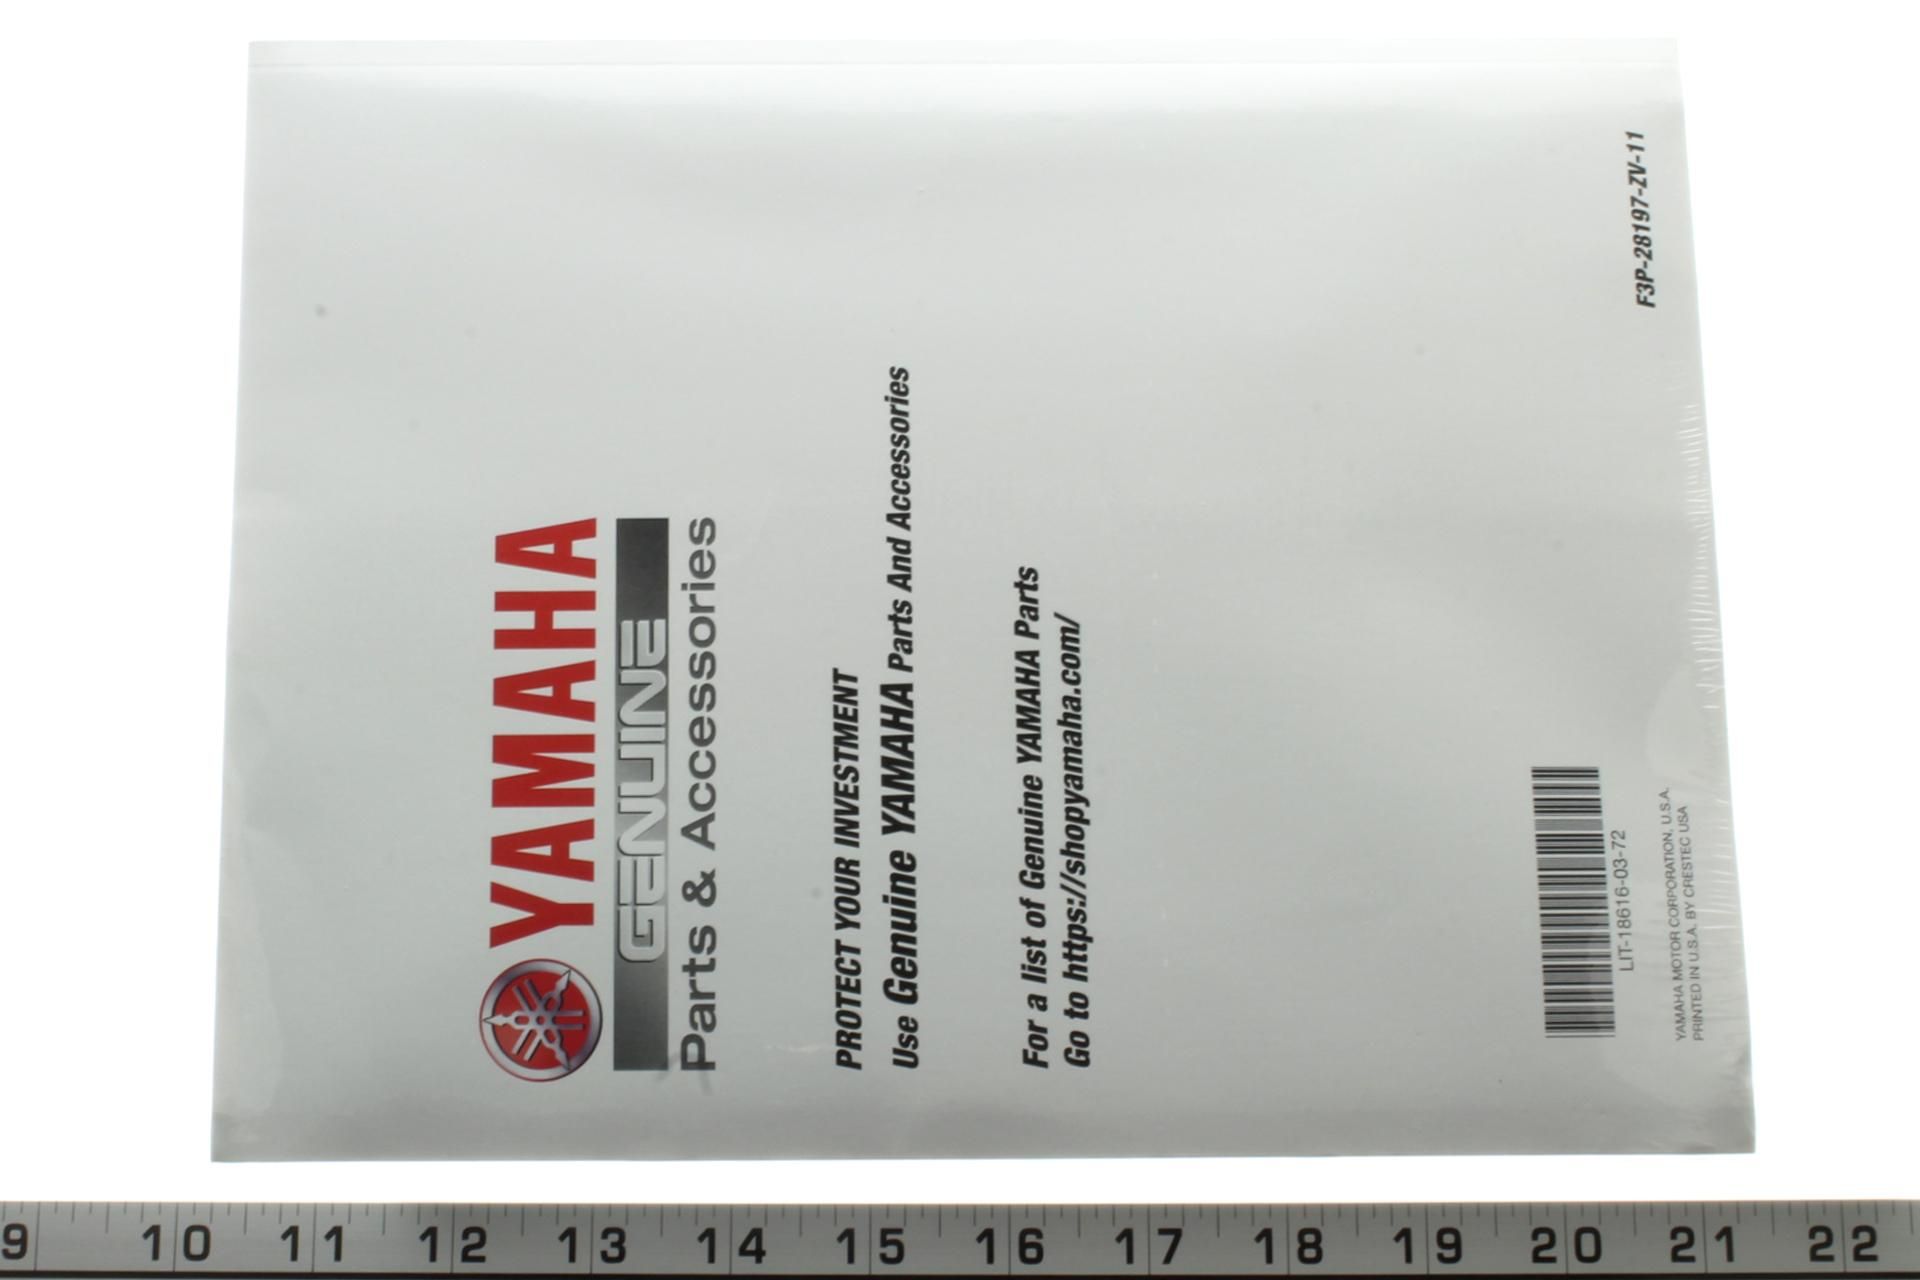 YAMAHA
GENUINE
Parts & Accessories
PROTECT YOUR INVESTMENT
Use Genuine YAMAHA Parts And Accessories
For a list of Genuine YAMAHA Parts
Go to https://shopyamaha.com/
LIT-18616-03-72
YAMAHA MOTOR CORPORATION, U.S.A.
PRINTED IN U.S.A. BY CRESTEC USA
F3P-28197-ZV-11
9 10 11 12 13 14 15 16 17 18 19 20 21 22